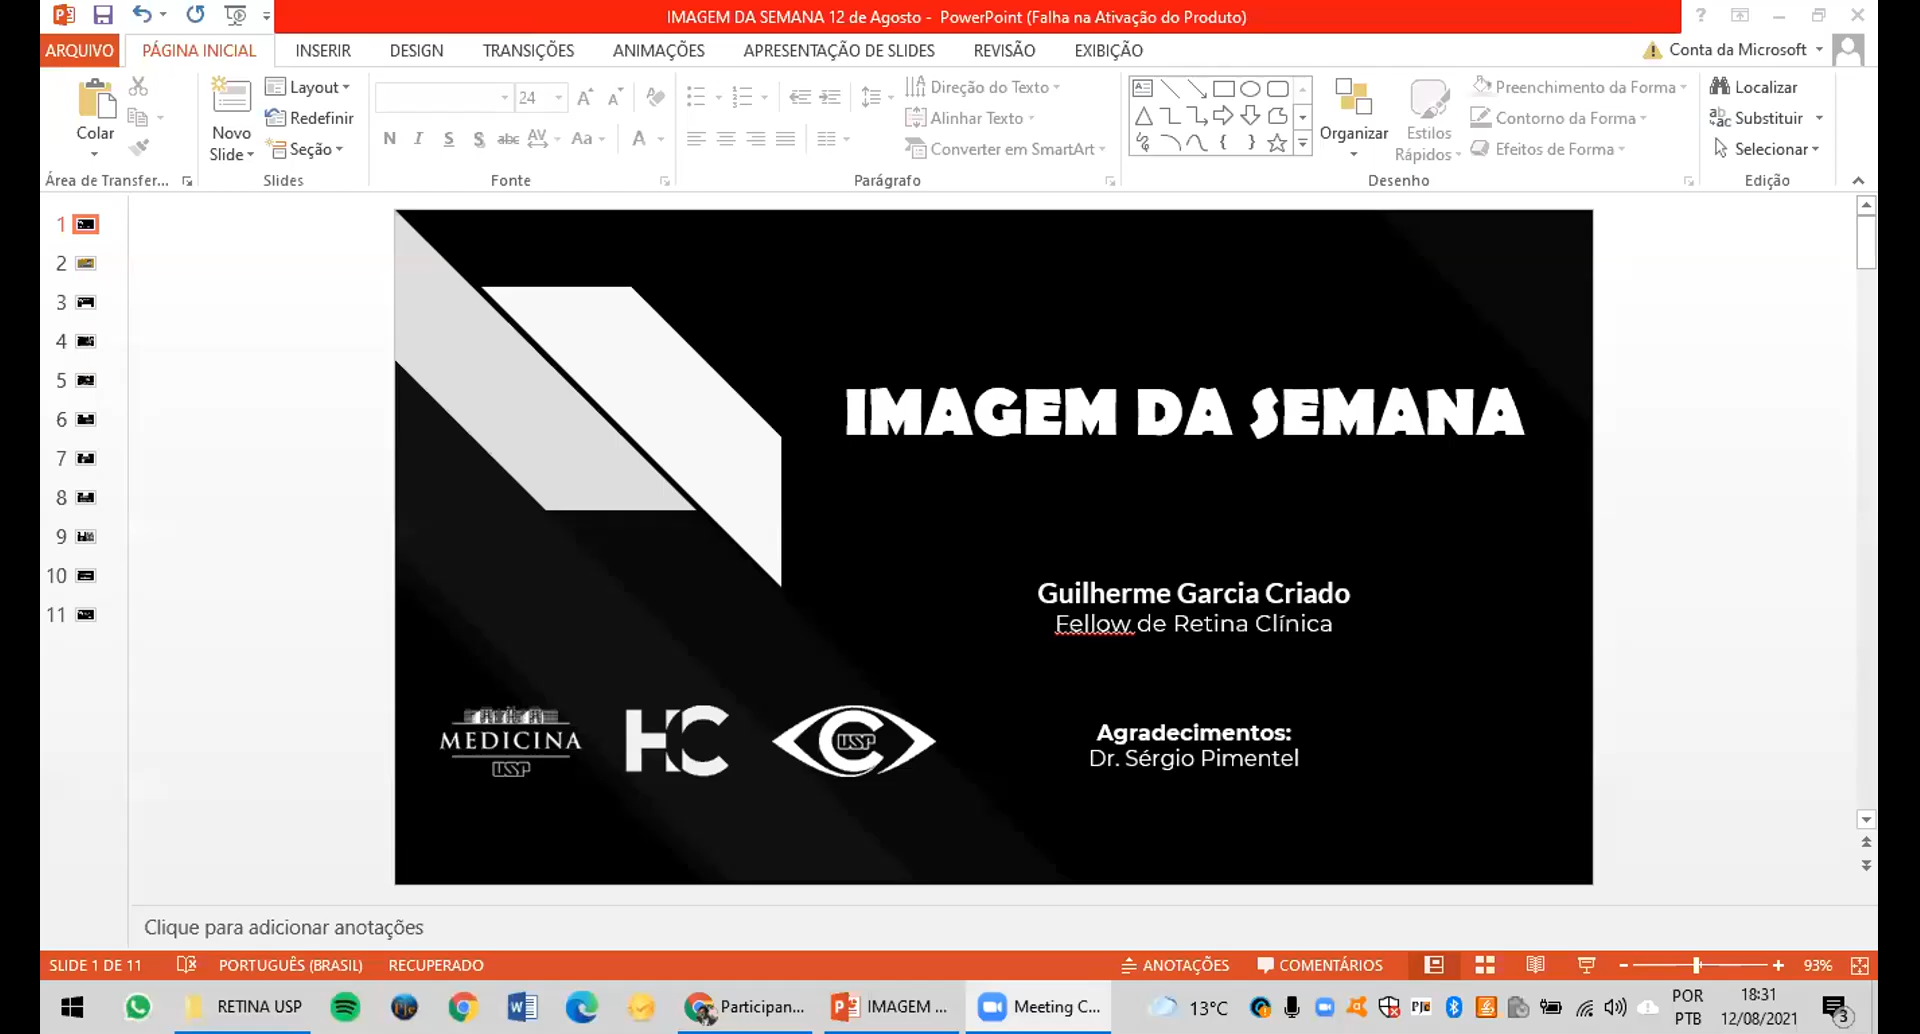 IMAGEM DA SEMANA 12 de Agosto - PowerPoint (Falha na Ativação do Produto)
ARQUIVO PÁGINA INICIAL INSERIR DESIGN TRANSIÇÕES ANIMAÇÕES APRESENTAÇÃO DE SLIDES REVISÃO EXIBIÇÃO Conta da Microsoft
Colar
Novo Slide
Layout
Redefinir
Seção
24
N I S S abc AV Aa A
Direção do Texto
Alinhar Texto
Converter em SmartArt
Organizar
Estilos Rápidos
Preenchimento da Forma
Contorno da Forma
Efeitos de Forma
Localizar
Substituir
Selecionar
Área de Transfer... Slides Fonte Parágrafo Desenho Edição
1
2
3
4
5
6
7
8
9
10
11
IMAGEM DA SEMANA
Guilherme Garcia Criado
Fellow de Retina Clínica
MEDICINA
USP
HC
USP
Agradecimentos:
Dr. Sérgio Pimentel
Clique para adicionar anotações
SLIDE 1 DE 11 PORTUGUÊS (BRASIL) RECUPERADO ANOTAÇÕES COMENTÁRIOS 93%
RETINA USP Participan... IMAGEM ... Meeting C... 13°C POR PTB 18:31 12/08/2021 3